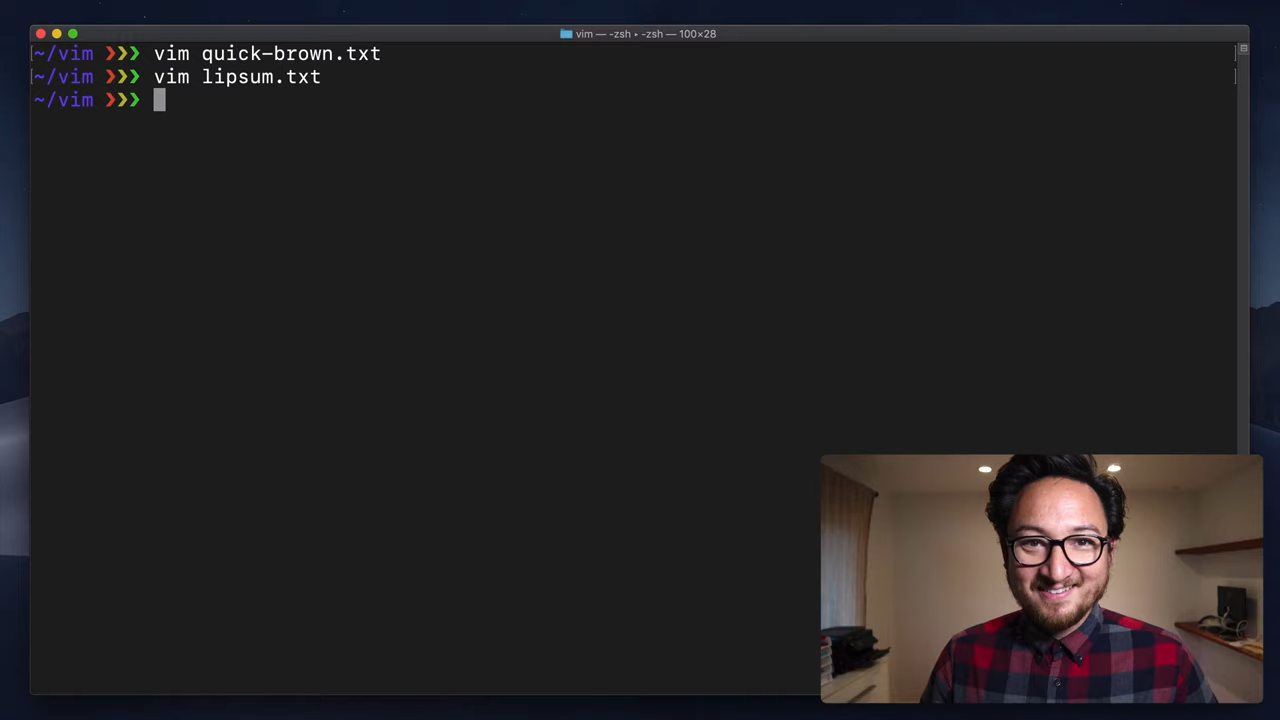 vim — -zsh • -zsh — 100×28
~/vim ❯❯❯ vim quick-brown.txt
~/vim ❯❯❯ vim lipsum.txt
~/vim ❯❯❯